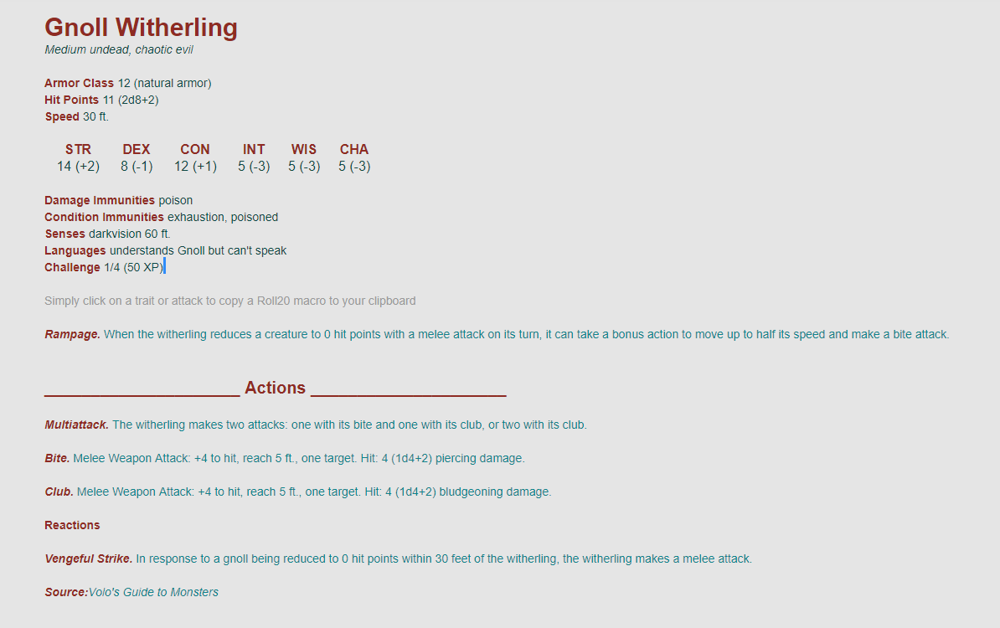 Gnoll Witherling
Medium undead, chaotic evil
Armor Class 12 (natural armor)
Hit Points 11 (2d8+2)
Speed 30 ft.
STR DEX CON INT WIS CHA
14 (+2) 8 (-1) 12 (+1) 5 (-3) 5 (-3) 5 (-3)
Damage Immunities poison
Condition Immunities exhaustion, poisoned
Senses darkvision 60 ft.
Languages understands Gnoll but can't speak
Challenge 1/4 (50 XP)
Simply click on a trait or attack to copy a Roll20 macro to your clipboard
Rampage. When the witherling reduces a creature to 0 hit points with a melee attack on its turn, it can take a bonus action to move up to half its speed and make a bite attack.
_____________________ Actions _____________________
Multiattack. The witherling makes two attacks: one with its bite and one with its club, or two with its club.
Bite. Melee Weapon Attack: +4 to hit, reach 5 ft., one target. Hit: 4 (1d4+2) piercing damage.
Club. Melee Weapon Attack: +4 to hit, reach 5 ft., one target. Hit: 4 (1d4+2) bludgeoning damage.
Reactions
Vengeful Strike. In response to a gnoll being reduced to 0 hit points within 30 feet of the witherling, the witherling makes a melee attack.
Source:Volo's Guide to Monsters